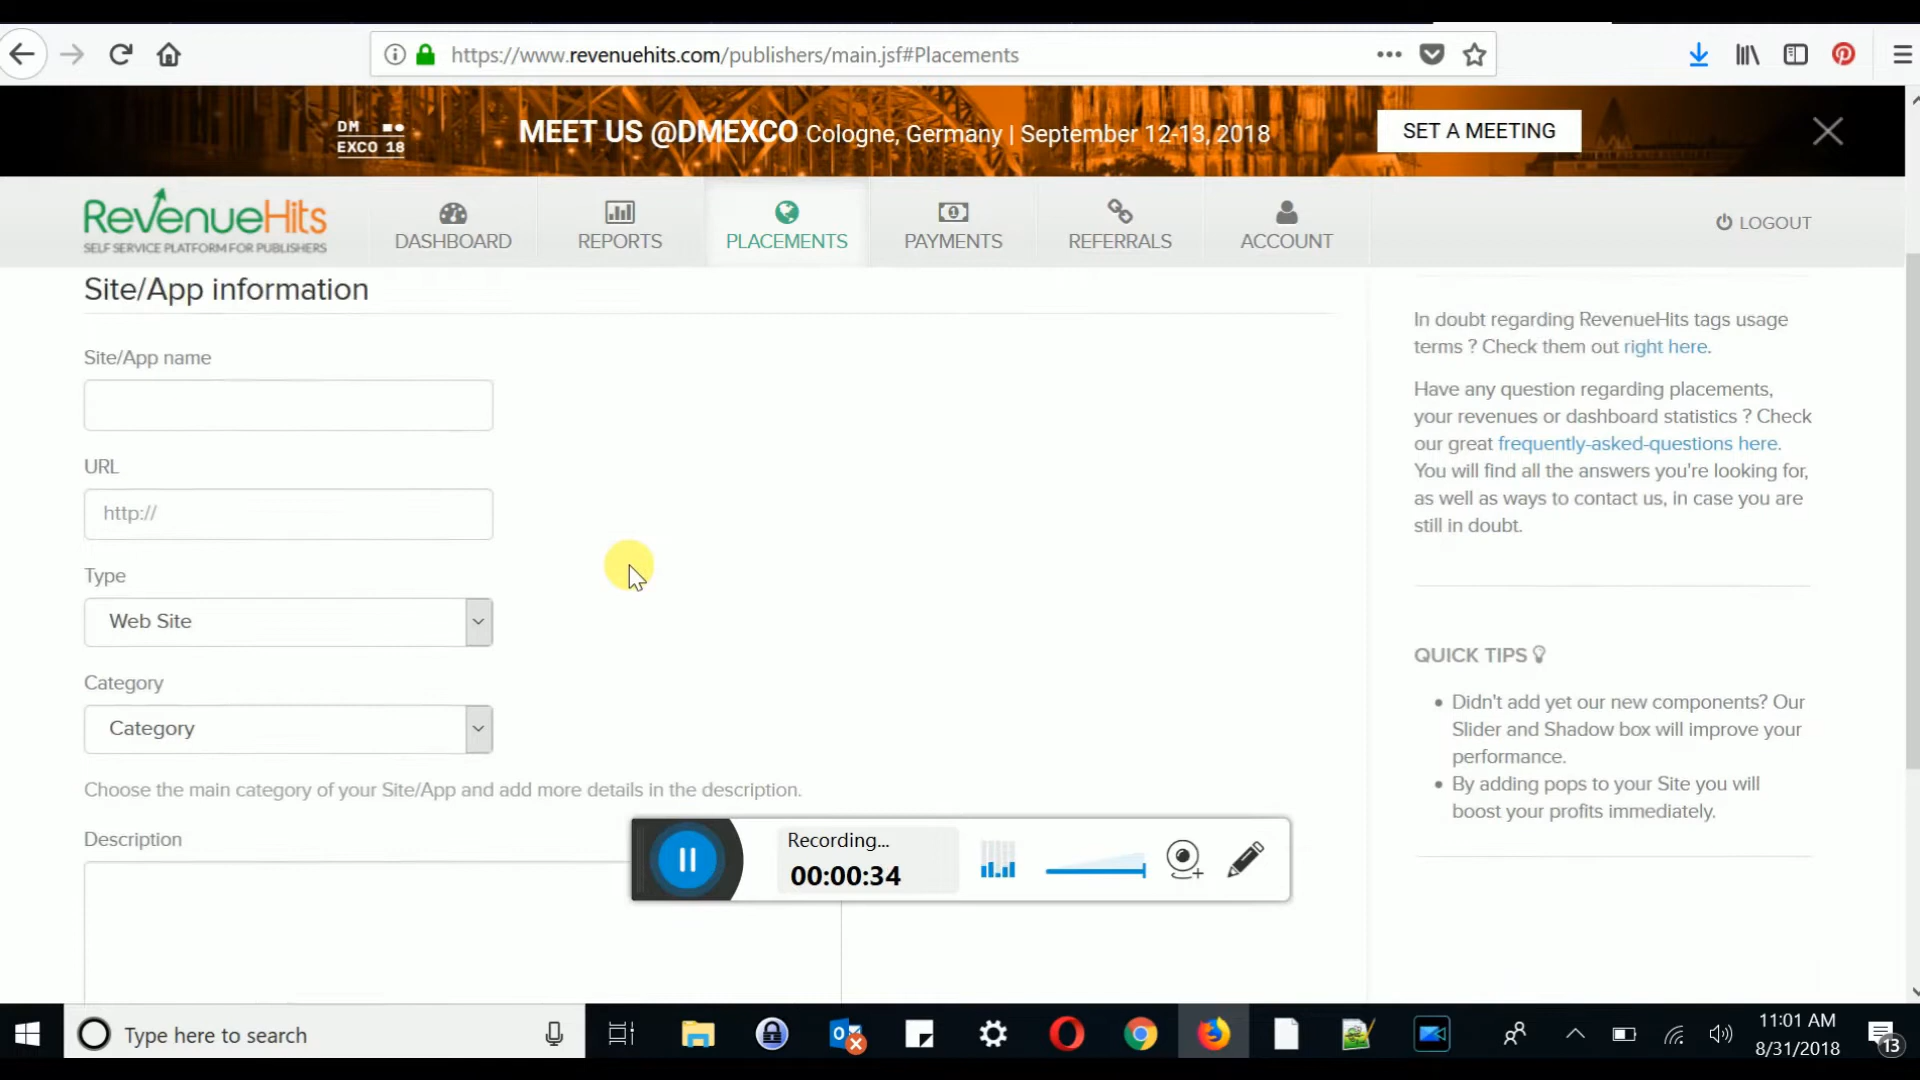 https://www.revenuehits.com/publishers/main.jsf#Placements
DM
EXCO 18
MEET US @DMEXCO Cologne, Germany | September 12-13, 2018
SET A MEETING
RevenueHits
SELF SERVICE PLATFORM FOR PUBLISHERS
DASHBOARD
REPORTS
PLACEMENTS
PAYMENTS
REFERRALS
ACCOUNT
LOGOUT
Site/App information
Site/App name
URL
http://
Type
Web Site
Category
Category
Choose the main category of your Site/App and add more details in the description.
Description
In doubt regarding RevenueHits tags usage
terms ? Check them out right here.
Have any question regarding placements,
your revenues or dashboard statistics ? Check
our great frequently-asked-questions here.
You will find all the answers you're looking for,
as well as ways to contact us, in case you are
still in doubt.
QUICK TIPS
Didn't add yet our new components? Our
Slider and Shadow box will improve your
performance.
By adding pops to your Site you will
boost your profits immediately.
Recording...
00:00:34
Type here to search
11:01 AM
8/31/2018
13